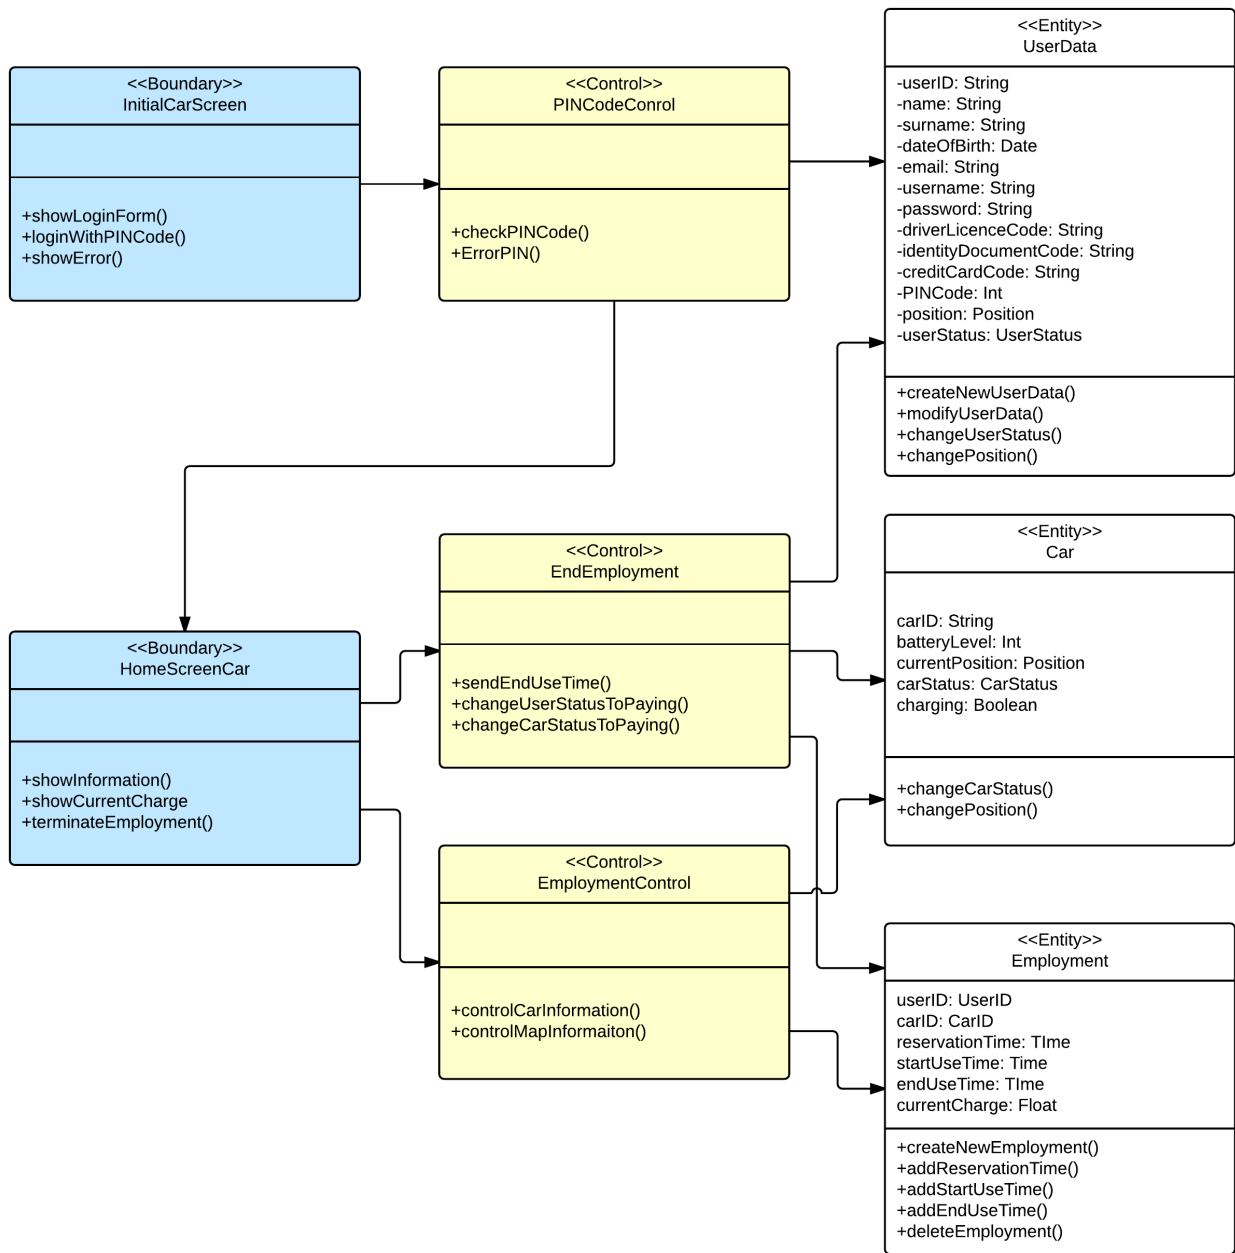 <<Boundary>>
InitialCarScreen
+showLoginForm()
+loginWithPINCode()
+showError()
<<Control>>
PINCodeConrol
+checkPINCode()
+ErrorPIN()
<<Entity>>
UserData
-userID: String
-name: String
-surname: String
-dateOfBirth: Date
-email: String
-username: String
-password: String
-driverLicenceCode: String
-identityDocumentCode: String
-creditCardCode: String
-PINCode: Int
-position: Position
-userStatus: UserStatus
+createNewUserData()
+modifyUserData()
+changeUserStatus()
+changePosition()
<<Boundary>>
HomeScreenCar
+showInformation()
+showCurrentCharge
+terminateEmployment()
<<Control>>
EndEmployment
+sendEndUseTime()
+changeUserStatusToPaying()
+changeCarStatusToPaying()
<<Entity>>
Car
carID: String
batteryLevel: Int
currentPosition: Position
carStatus: CarStatus
charging: Boolean
+changeCarStatus()
+changePosition()
<<Control>>
EmploymentControl
+controlCarInformation()
+controlMapInformaiton()
<<Entity>>
Employment
userID: UserID
carID: CarID
reservationTime: TIme
startUseTime: Time
endUseTime: TIme
currentCharge: Float
+createNewEmployment()
+addReservationTime()
+addStartUseTime()
+addEndUseTime()
+deleteEmployment()